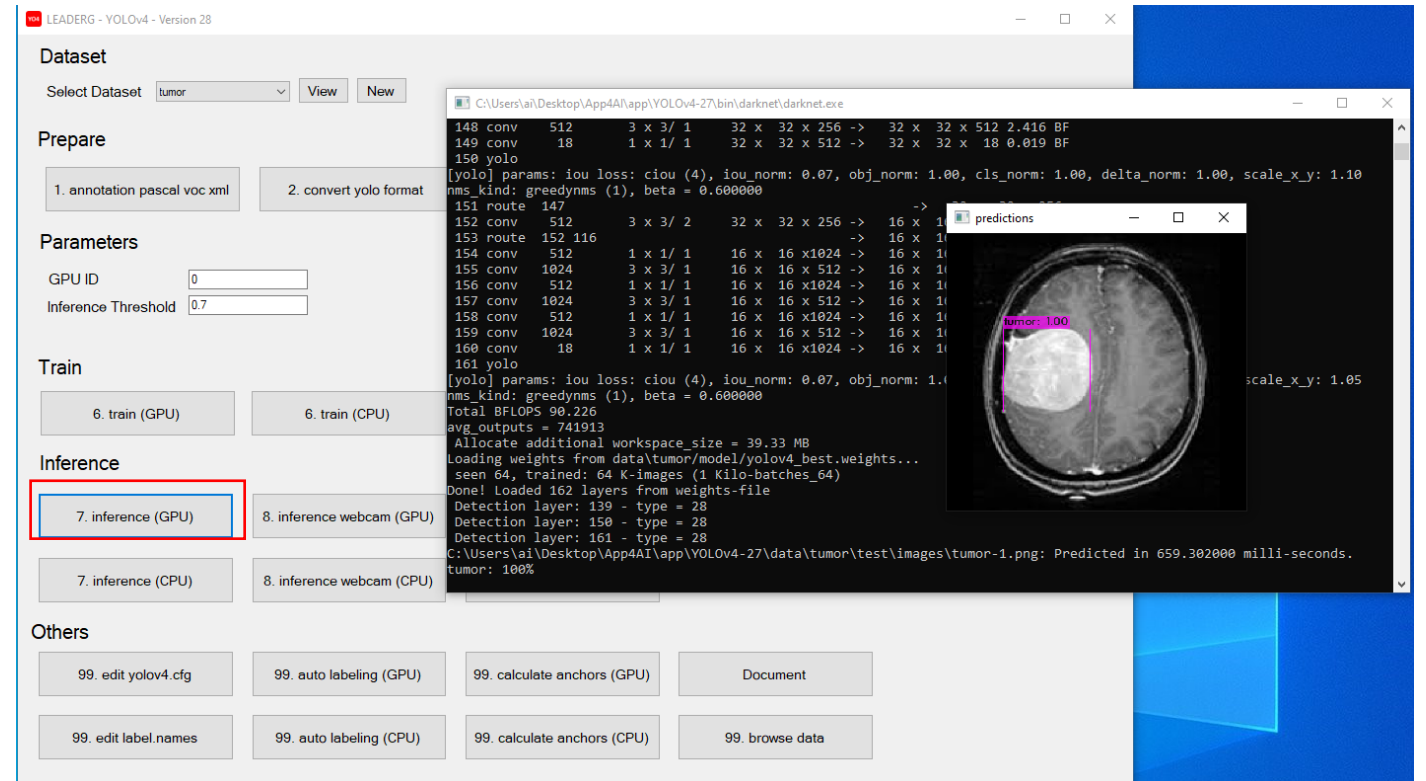 LEADERG - YOLOv4 - Version 28
Dataset
Select Dataset tumor View New
Prepare
1. annotation pascal voc xml 2. convert yolo format
Parameters
GPU ID 0
Inference Threshold 0.7
Train
6. train (GPU) 6. train (CPU)
Inference
7. inference (GPU) 8. inference webcam (GPU)
7. inference (CPU) 8. inference webcam (CPU)
Others
99. edit yolov4.cfg 99. auto labeling (GPU) 99. calculate anchors (GPU) Document
99. edit label.names 99. auto labeling (CPU) 99. calculate anchors (CPU) 99. browse data
C:\Users\ai\Desktop\App4AI\app\YOLOv4-27\bin\darknet\darknet.exe
148 conv 512 3 x 3/ 1 32 x 32 x 256 -> 32 x 32 x 512 2.416 BF
149 conv 18 1 x 1/ 1 32 x 32 x 512 -> 32 x 32 x 18 0.019 BF
150 yolo
[yolo] params: iou loss: ciou (4), iou_norm: 0.07, obj_norm: 1.00, cls_norm: 1.00, delta_norm: 1.00, scale_x_y: 1.10
nms_kind: greedynms (1), beta = 0.600000
151 route 147 ->
152 conv 512 3 x 3/ 2 32 x 32 x 256 -> 16 x
153 route 152 116 -> 16 x
154 conv 512 1 x 1/ 1 16 x 16 x1024 -> 16 x
155 conv 1024 3 x 3/ 1 16 x 16 x 512 -> 16 x
156 conv 512 1 x 1/ 1 16 x 16 x1024 -> 16 x
157 conv 1024 3 x 3/ 1 16 x 16 x 512 -> 16 x
158 conv 512 1 x 1/ 1 16 x 16 x1024 -> 16 x
159 conv 1024 3 x 3/ 1 16 x 16 x 512 -> 16 x
160 conv 18 1 x 1/ 1 16 x 16 x1024 -> 16 x
161 yolo
[yolo] params: iou loss: ciou (4), iou_norm: 0.07, obj_norm: scale_x_y: 1.05
nms_kind: greedynms (1), beta = 0.600000
Total BFLOPS 90.226
avg_outputs = 741913
Allocate additional workspace_size = 39.33 MB
Loading weights from data\tumor/model/yolov4_best.weights...
seen 64, trained: 64 K-images (1 Kilo-batches_64)
Done! Loaded 162 layers from weights-file
Detection layer: 139 - type = 28
Detection layer: 150 - type = 28
Detection layer: 161 - type = 28
C:\Users\ai\Desktop\App4AI\app\YOLOv4-27\data\tumor\test\images\tumor-1.png: Predicted in 659.302000 milli-seconds.
tumor: 100%
predictions
tumor: 1.00